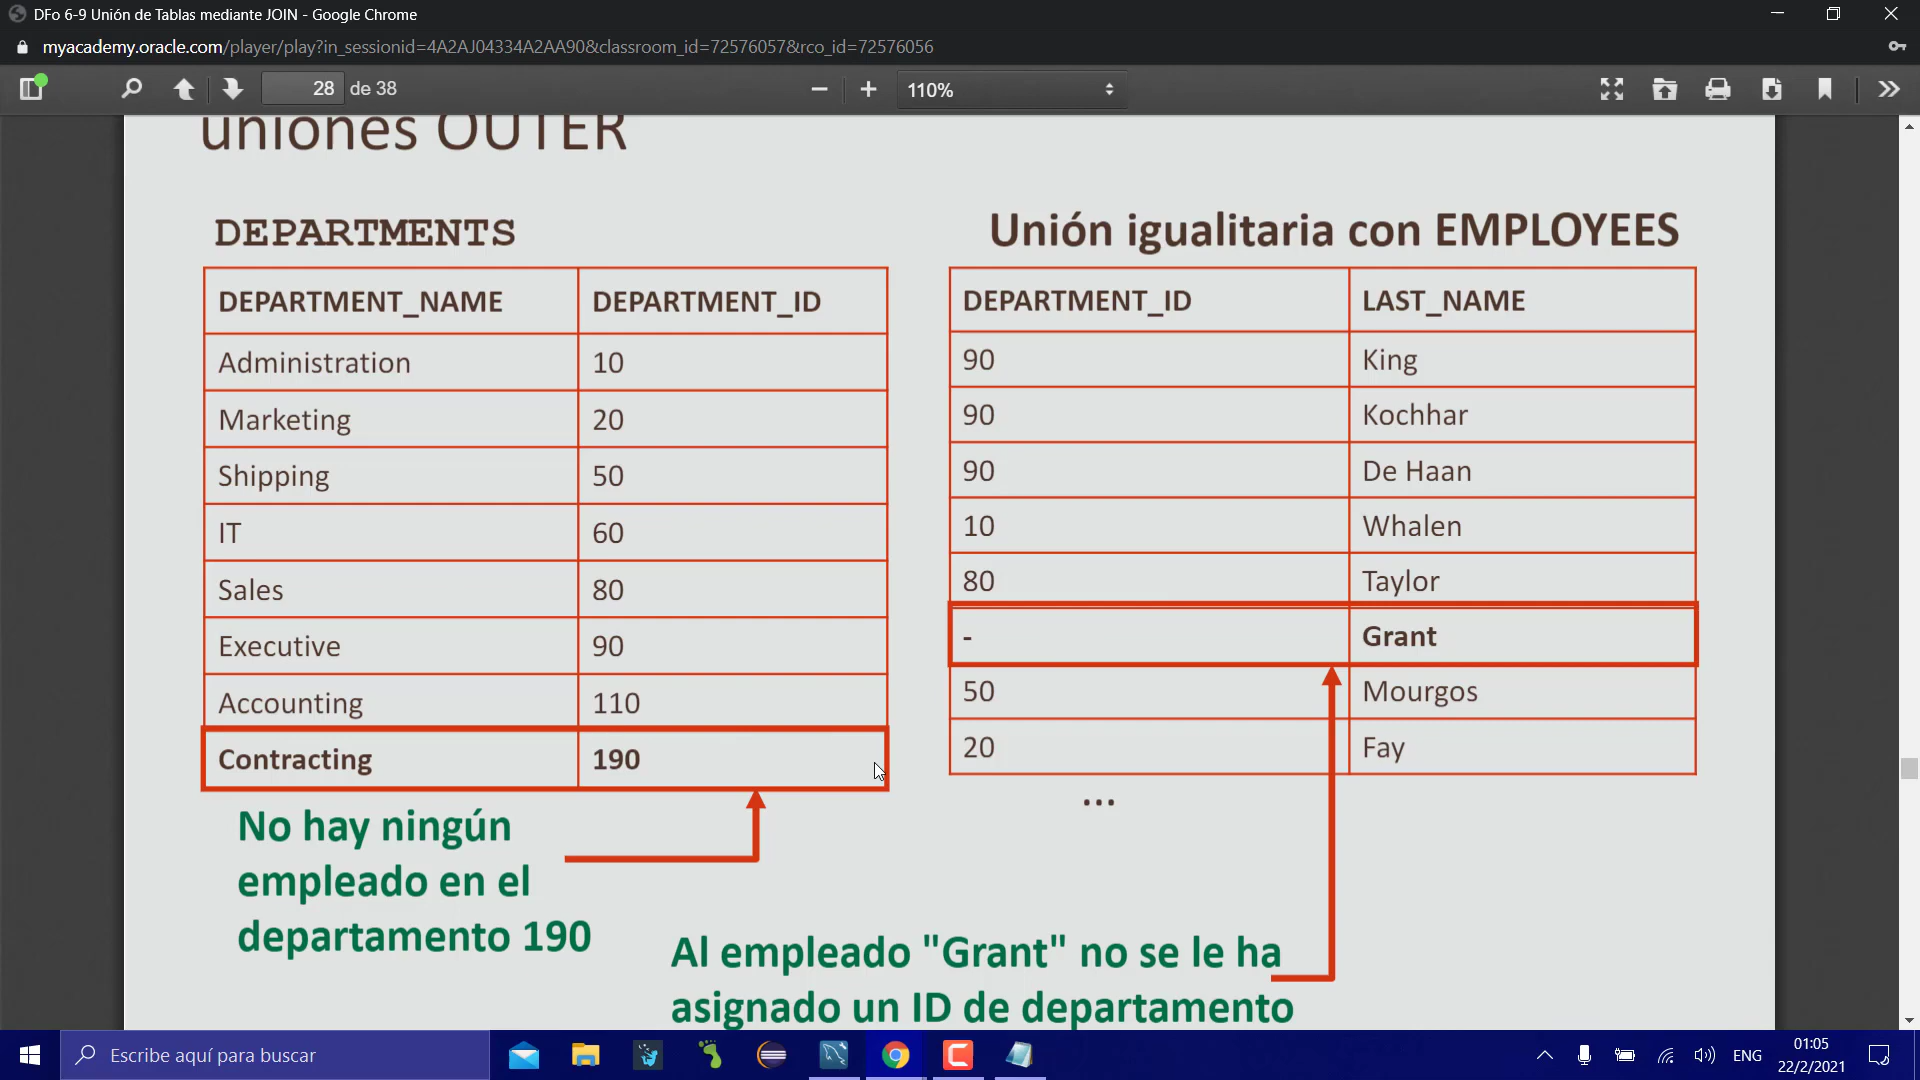 DFo 6-9 Unión de Tablas mediante JOIN - Google Chrome
myacademy.oracle.com/player/play?in_sessionid=4A2AJ04334A2AA90&classroom_id=72576057&rco_id=72576056
28 de 38
110%
uniones OUTER
DEPARTMENTS
DEPARTMENT_NAME DEPARTMENT_ID
Administration 10
Marketing 20
Shipping 50
IT 60
Sales 80
Executive 90
Accounting 110
Contracting 190
No hay ningún
empleado en el
departamento 190
Unión igualitaria con EMPLOYEES
DEPARTMENT_ID LAST_NAME
90 King
90 Kochhar
90 De Haan
10 Whalen
80 Taylor
- Grant
50 Mourgos
20 Fay
...
Al empleado "Grant" no se le ha
asignado un ID de departamento
Escribe aquí para buscar
ENG
01:05
22/2/2021